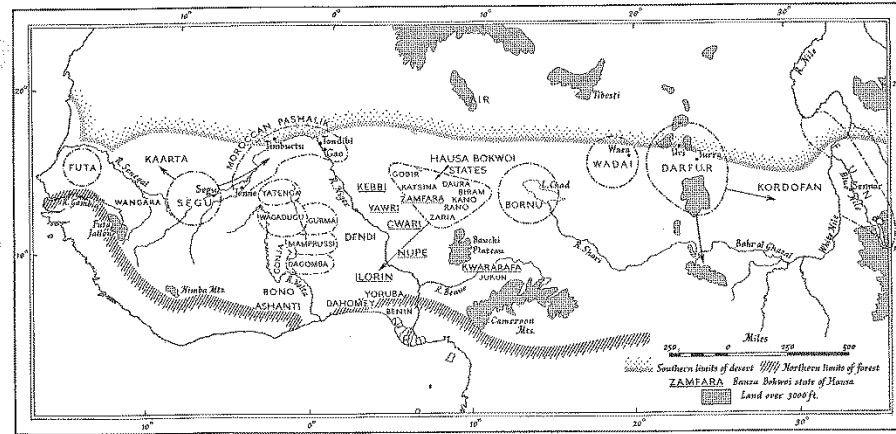 10°
0°
10°
20°
30°
20°
10°
AIR
Tibesti
R. Nile
MOROCCAN PASHALIK
Timbuctu
Tondibi
Gao
FUTA
KAARTA
R. Senegal
R. Gambia
WANGARA
Futa
Jallon
Segu
SEGU
Jenne
YATENGA
WAGADUGU
GURMA
MAMPRUSSI
DAGOMBA
GONJA
R. Volta
BONO
ASHANTI
Nimba Mts.
R. Niger
DENDI
KEBBI
YAWRI
GWARI
NUPE
ILORIN
YORUBA
DAHOMEY
BENIN
HAUSA BOKWOI
STATES
GOBIR
KATSINA
ZAMFARA
DAURA
BIRAM
KANO
RANO
ZARIA
L. Chad
BORNU
Bauchi
Plateau
KWARARAFA
JUKUN
R. Benue
Cameroon
Mts.
R. Shari
Wara
WADAI
Uri
Turra
DARFUR
KORDOFAN
Bahr al Ghazal
White Nile
Blue Nile
Sennar
Miles
250
0
250
500
Southern limits of desert
Northern limits of forest
ZAMFARA
Banza Bokwoi state of Hausa
Land over 3000 ft.
10°
0°
10°
20°
30°